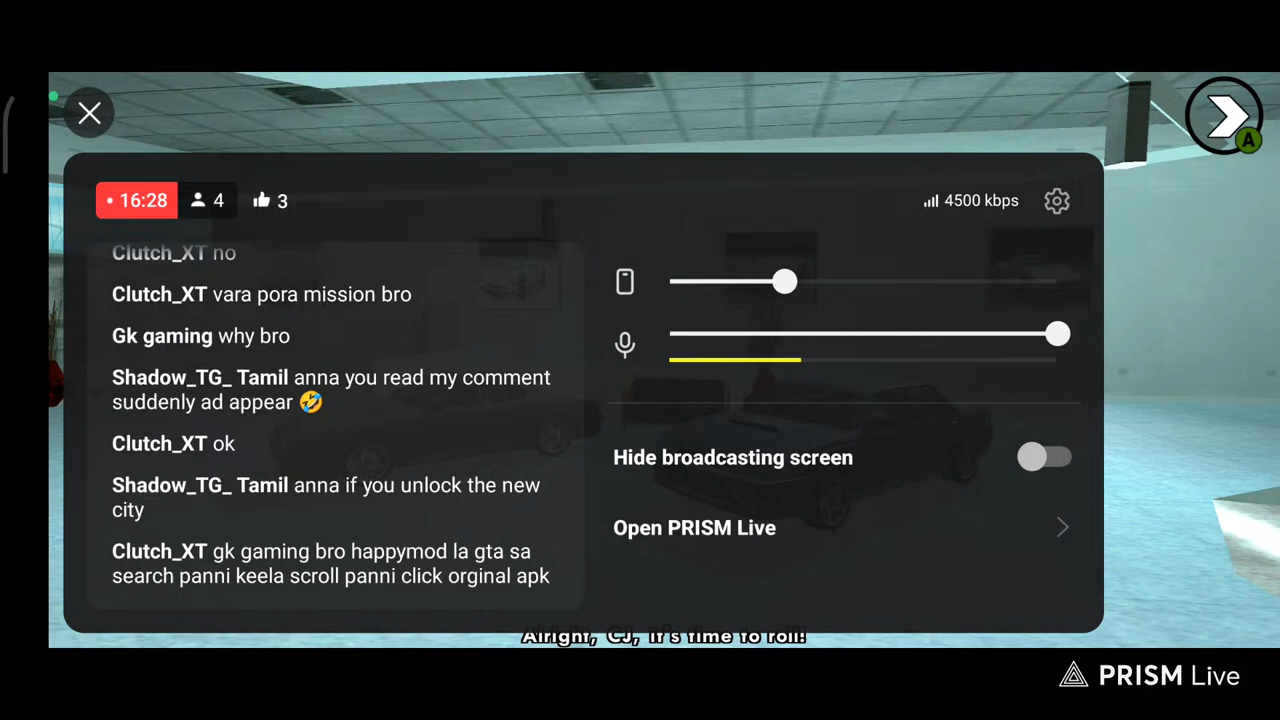 16:28 4 3 4500 kbps
A
Clutch_XT no
Clutch_XT vara pora mission bro
Gk gaming why bro
Shadow_TG_ Tamil anna you read my comment
suddenly ad appear 🤣
Clutch_XT ok
Shadow_TG_ Tamil anna if you unlock the new
city
Clutch_XT gk gaming bro happymod la gta sa
search panni keela scroll panni click orginal apk
Hide broadcasting screen
Open PRISM Live
Alright, CJ, it's time to roll!
PRISM Live